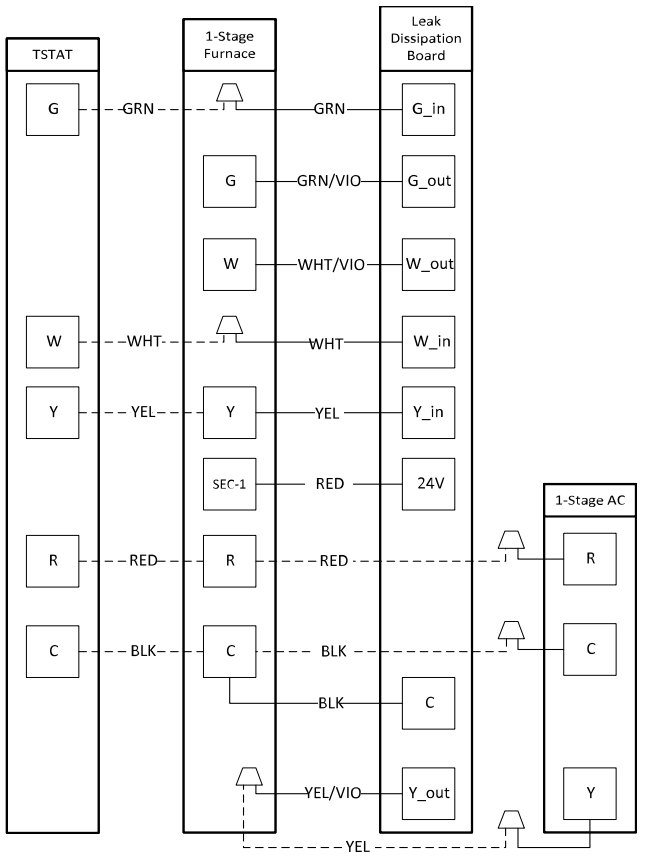 TSTAT
1-Stage
Furnace
Leak
Dissipation
Board
G
GRN
GRN
G_in
G
GRN/VIO
G_out
W
WHT/VIO
W_out
W
WHT
WHT
W_in
Y
YEL
Y
YEL
Y_in
SEC-1
RED
24V
1-Stage AC
R
RED
R
RED
R
C
BLK
C
BLK
C
BLK
C
YEL/VIO
Y_out
Y
YEL